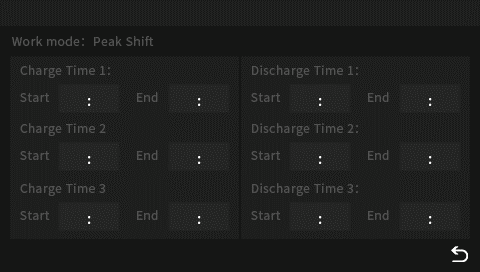 Work mode: Peak Shift
Charge Time 1:
Start : End :
Charge Time 2
Start : End :
Charge Time 3
Start : End :
Discharge Time 1:
Start : End :
Discharge Time 2:
Start : End :
Discharge Time 3:
Start : End :